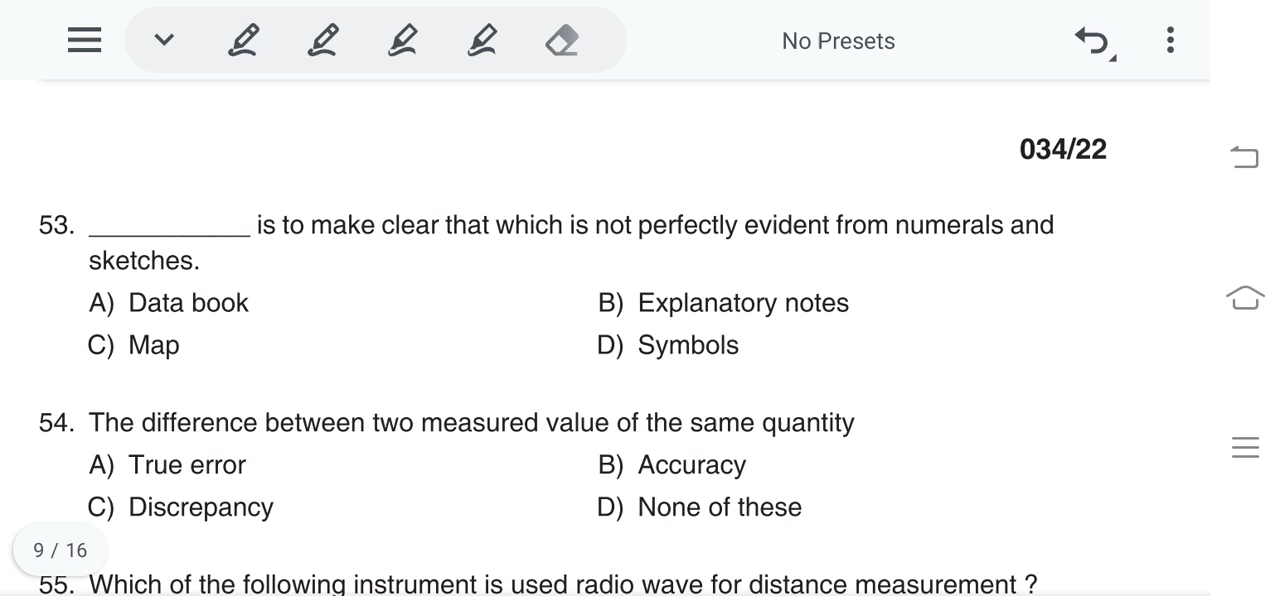 No Presets
034/22
53. ___________ is to make clear that which is not perfectly evident from numerals and
sketches.
A) Data book B) Explanatory notes
C) Map D) Symbols
54. The difference between two measured value of the same quantity
A) True error B) Accuracy
C) Discrepancy D) None of these
9 / 16
55. Which of the following instrument is used radio wave for distance measurement ?